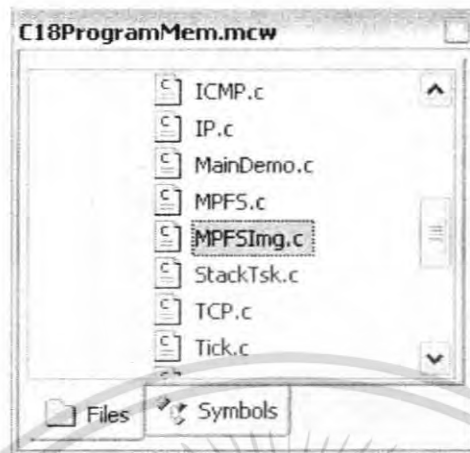 C18ProgramMem.mcw
ICMP.c
IP.c
MainDemo.c
MPFS.c
MPFSImg.c
StackTsk.c
TCP.c
Tick.c
Files
Symbols